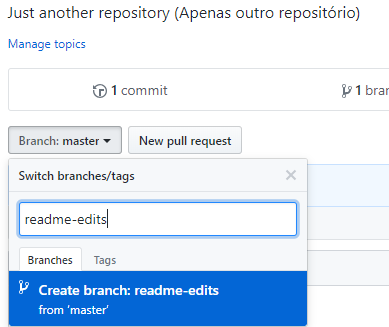 Just another repository (Apenas outro repositório)
Manage topics
1 commit
1 bran
Branch: master
New pull request
Switch branches/tags
readme-edits
Branches
Tags
Create branch: readme-edits
from ‘master’